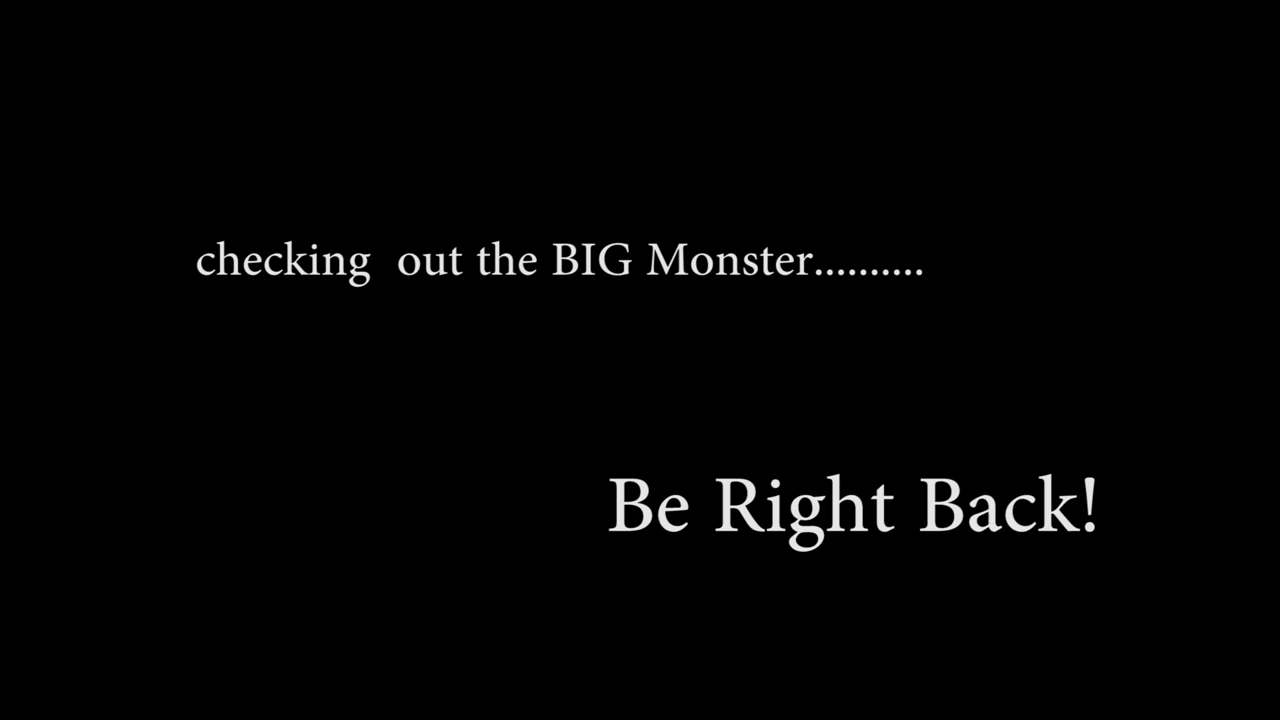 checking  out the BIG Monster..........
Be Right Back!